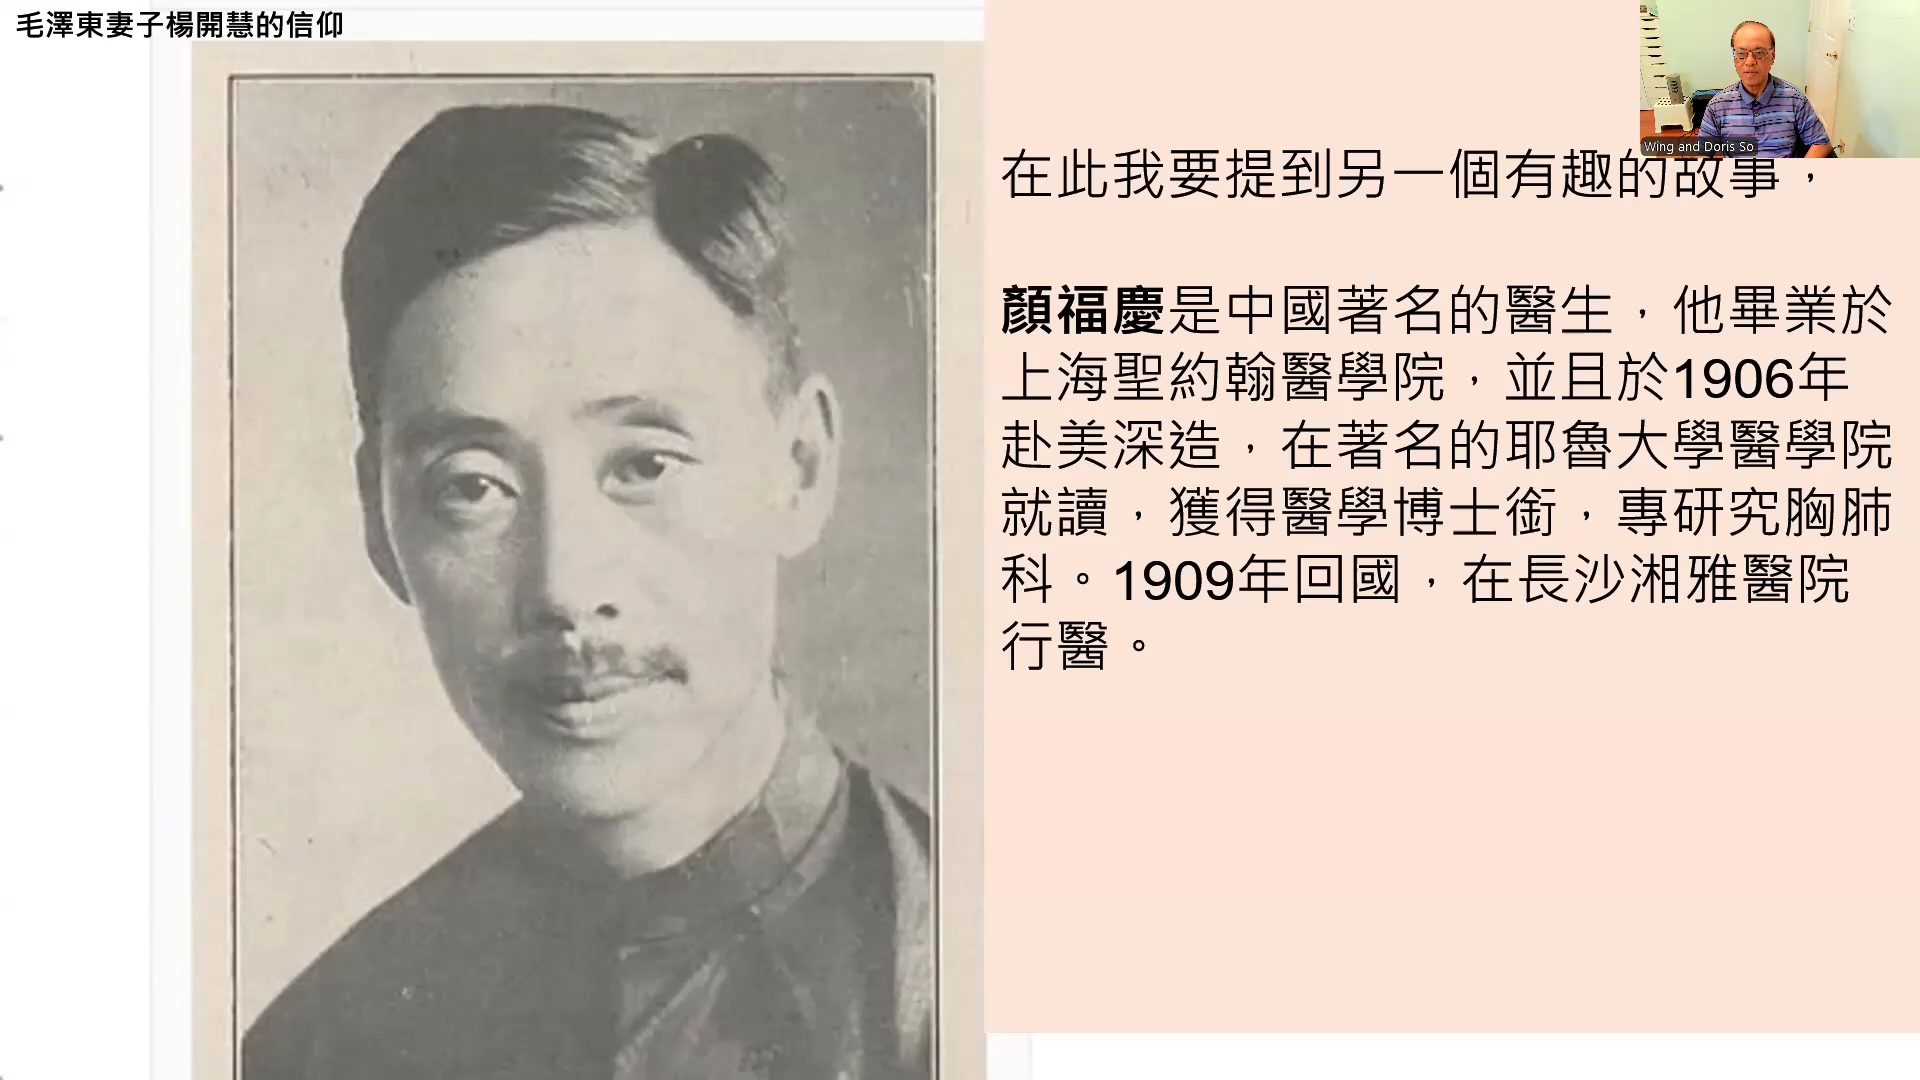 毛澤東妻子楊開慧的信仰
Wing and Doris So
在此我要提到另一個有趣的故事，
顏福慶是中國著名的醫生，他畢業於
上海聖約翰醫學院，並且於1906年
赴美深造，在著名的耶魯大學醫學院
就讀，獲得醫學博士銜，專研究胸肺
科。1909年回國，在長沙湘雅醫院
行醫。